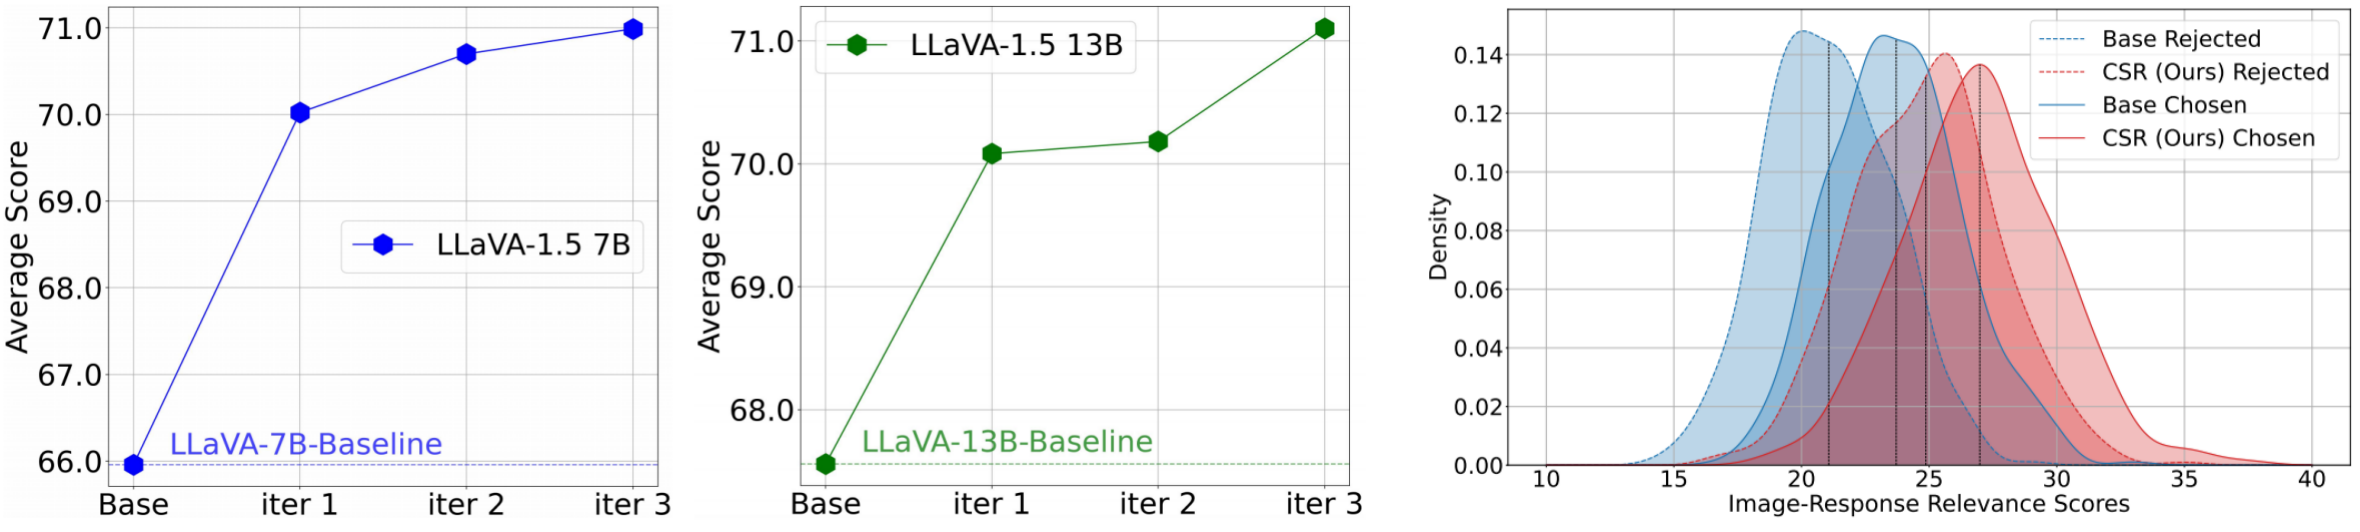 Average Score
71.0
70.0
69.0
68.0
67.0
66.0
LLaVA-1.5 7B
LLaVA-7B-Baseline
Base iter 1 iter 2 iter 3
Average Score
71.0
70.0
69.0
68.0
LLaVA-1.5 13B
LLaVA-13B-Baseline
Base iter 1 iter 2 iter 3
Density
0.14
0.12
0.10
0.08
0.06
0.04
0.02
0.00
Base Rejected
CSR (Ours) Rejected
Base Chosen
CSR (Ours) Chosen
10 15 20 25 30 35 40
Image-Response Relevance Scores